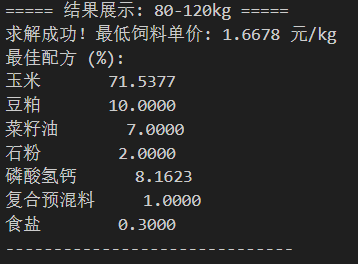 ===== 结果展示: 80-120kg =====
求解成功！最低饲料单价: 1.6678 元/kg
最佳配方 (%):
玉米 71.5377
豆粕 10.0000
菜籽油 7.0000
石粉 2.0000
磷酸氢钙 8.1623
复合预混料 1.0000
食盐 0.3000
------------------------------